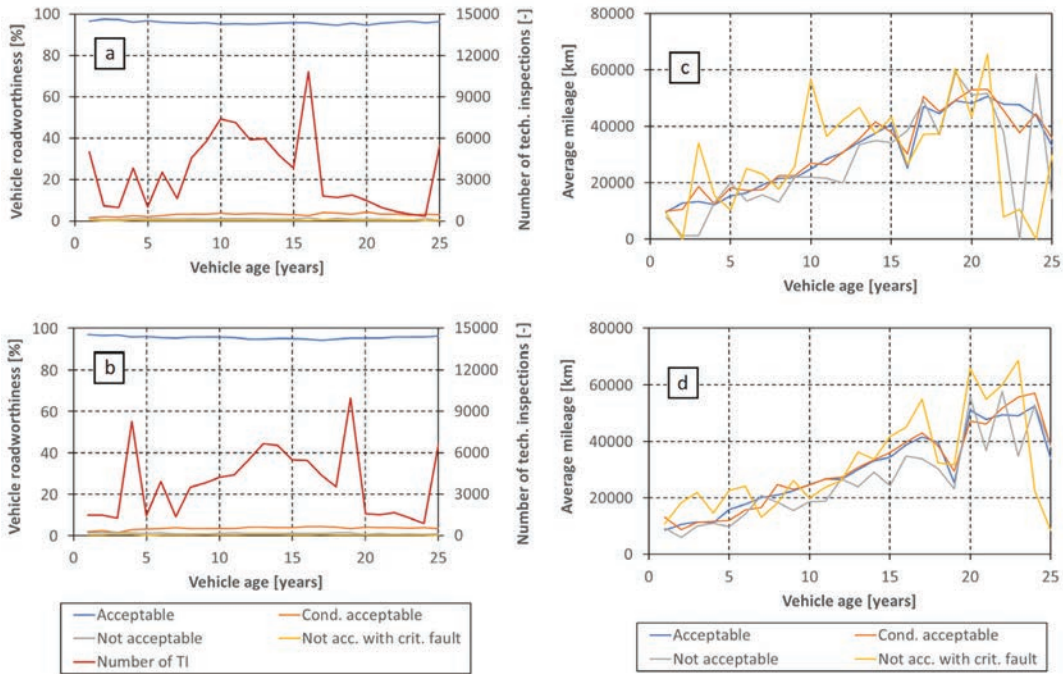 Vehicle roadworthiness [%]
100
80
60
40
20
0
a
15000
12000
9000
6000
3000
0
Number of tech. inspections [-]
0 5 10 15 20 25
Vehicle age [years]
Average mileage [km]
80000
60000
40000
20000
0
c
0 5 10 15 20 25
Vehicle age [years]
Vehicle roadworthiness [%]
100
80
60
40
20
0
b
15000
12000
9000
6000
3000
0
Number of tech. inspections [-]
0 5 10 15 20 25
Vehicle age [years]
Average mileage [km]
80000
60000
40000
20000
0
d
0 5 10 15 20 25
Vehicle age [years]
Acceptable Cond. acceptable
Not acceptable Not acc. with crit. fault
Number of TI
Acceptable Cond. acceptable
Not acceptable Not acc. with crit. fault